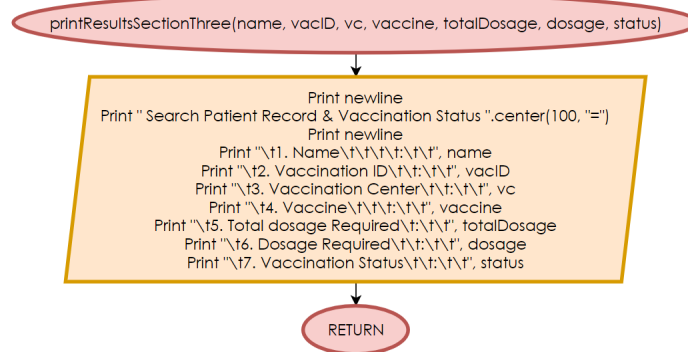 printResultsSectionThree(name, vacID, vc, vaccine, totalDosage, dosage, status)
Print newline
Print " Search Patient Record & Vaccination Status ".center(100, "=")
Print newline
Print "\t1. Name\t\t\t\t:\t\t", name
Print "\t2. Vaccination ID\t\t:\t\t", vacID
Print "\t3. Vaccination Center\t\t:\t\t", vc
Print "\t4. Vaccine\t\t\t:\t\t", vaccine
Print "\t5. Total dosage Required\t:\t\t", totalDosage
Print "\t6. Dosage Required\t\t:\t\t", dosage
Print "\t7. Vaccination Status\t\t:\t\t", status
RETURN